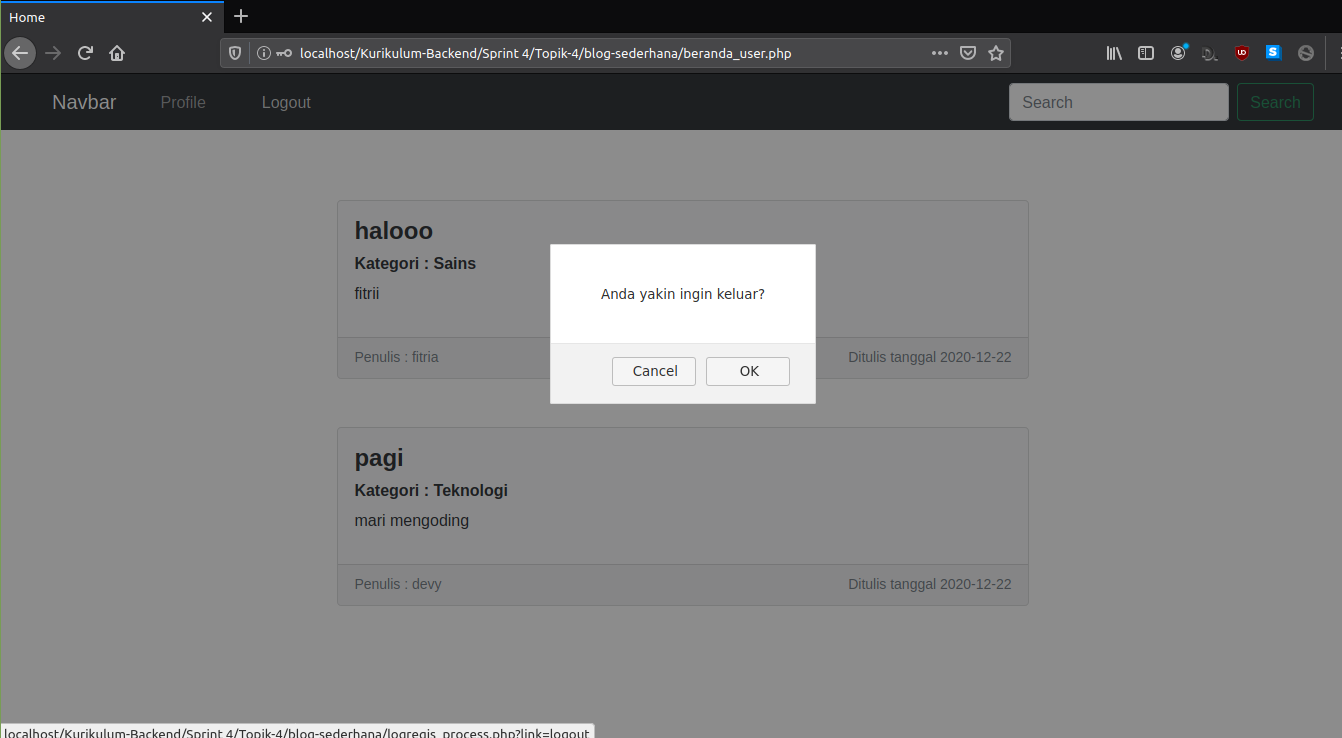 Home
localhost/Kurikulum-Backend/Sprint 4/Topik-4/blog-sederhana/beranda_user.php
Navbar Profile Logout Search Search
halooo
Kategori : Sains
fitrii
Penulis : fitria Ditulis tanggal 2020-12-22
Anda yakin ingin keluar?
Cancel OK
pagi
Kategori : Teknologi
mari mengoding
Penulis : devy Ditulis tanggal 2020-12-22
localhost/Kurikulum-Backend/Sprint 4/Topik-4/blog-sederhana/logregis_process.php?link=logout